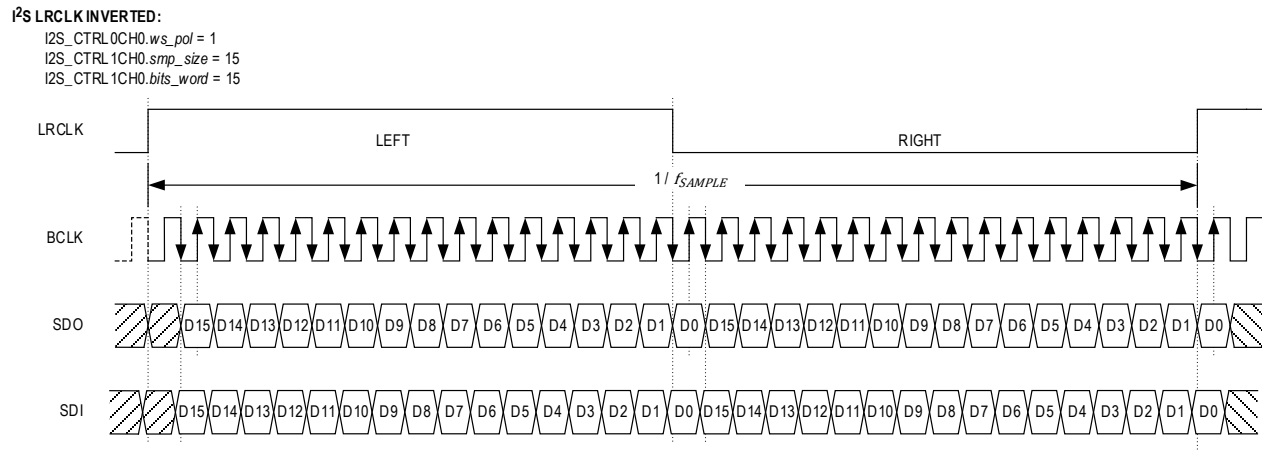 I²S LRCLK INVERTED:
I2S_CTRL0CH0.ws_pol = 1
I2S_CTRL1CH0.smp_size = 15
I2S_CTRL1CH0.bits_word = 15
LRCLK LEFT RIGHT
1 / fSAMPLE
BCLK
SDO D15 D14 D13 D12 D11 D10 D9 D8 D7 D6 D5 D4 D3 D2 D1 D0 D15 D14 D13 D12 D11 D10 D9 D8 D7 D6 D5 D4 D3 D2 D1 D0
SDI D15 D14 D13 D12 D11 D10 D9 D8 D7 D6 D5 D4 D3 D2 D1 D0 D15 D14 D13 D12 D11 D10 D9 D8 D7 D6 D5 D4 D3 D2 D1 D0